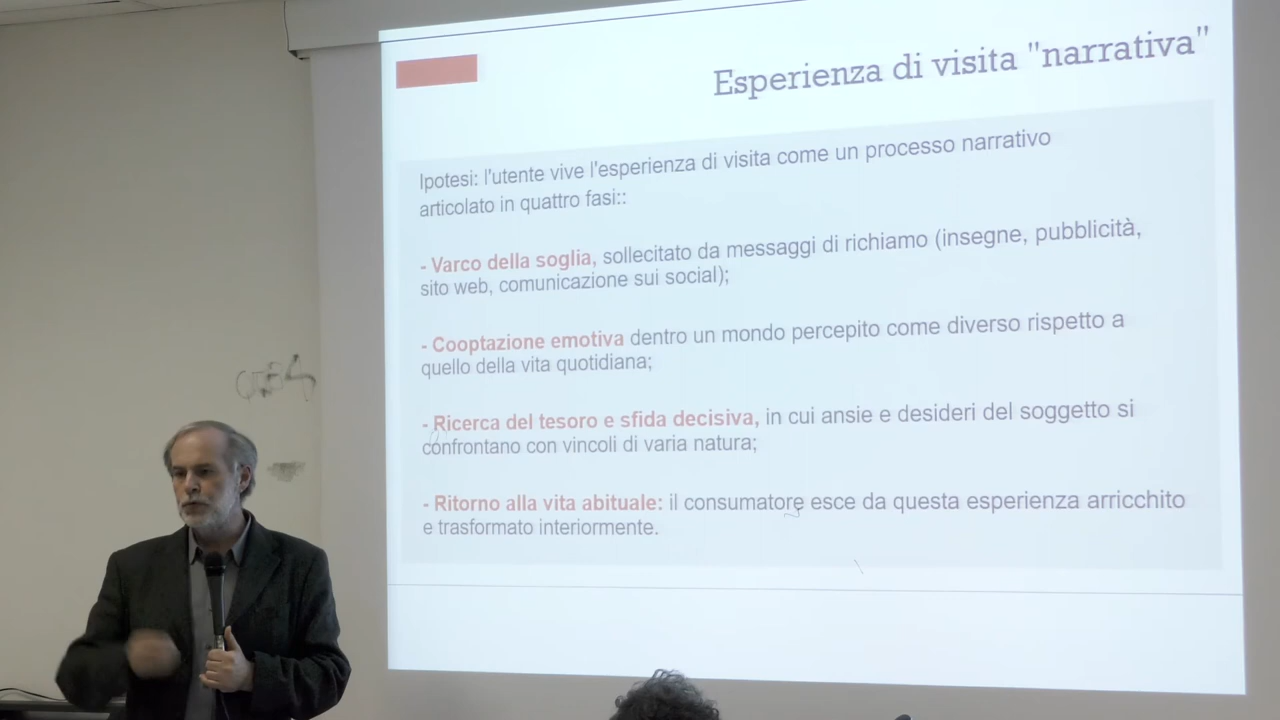 Esperienza di visita "narrativa"
Ipotesi: l'utente vive l'esperienza di visita come un processo narrativo
articolato in quattro fasi::
- Varco della soglia, sollecitato da messaggi di richiamo (insegne, pubblicità,
sito web, comunicazione sui social);
- Cooptazione emotiva dentro un mondo percepito come diverso rispetto a
quello della vita quotidiana;
- Ricerca del tesoro e sfida decisiva, in cui ansie e desideri del soggetto si
confrontano con vincoli di varia natura;
- Ritorno alla vita abituale: il consumatore esce da questa esperienza arricchito
e trasformato interiormente.